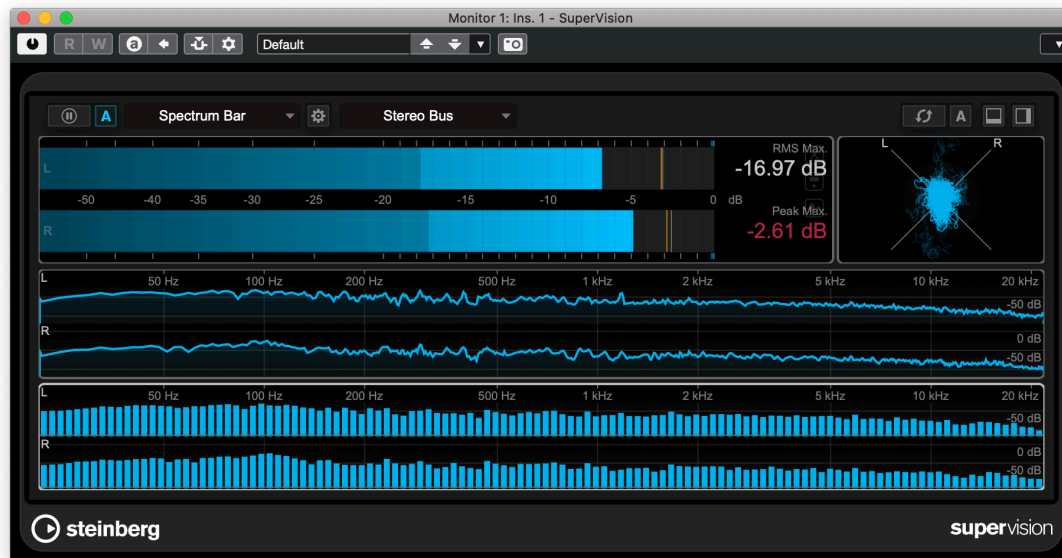 Monitor 1: Ins. 1 - SuperVision
R W a Default
A Spectrum Bar Stereo Bus A
L RMS Max.
-16.97 dB
-50 -40 -35 -30 -25 -20 -15 -10 -5 0 dB
R Peak Max.
-2.61 dB
L R
L 50 Hz 100 Hz 200 Hz 500 Hz 1 kHz 2 kHz 5 kHz 10 kHz 20 kHz
-50 dB
R 0 dB
-50 dB
L 50 Hz 100 Hz 200 Hz 500 Hz 1 kHz 2 kHz 5 kHz 10 kHz 20 kHz
-50 dB
R 0 dB
-50 dB
steinberg supervision